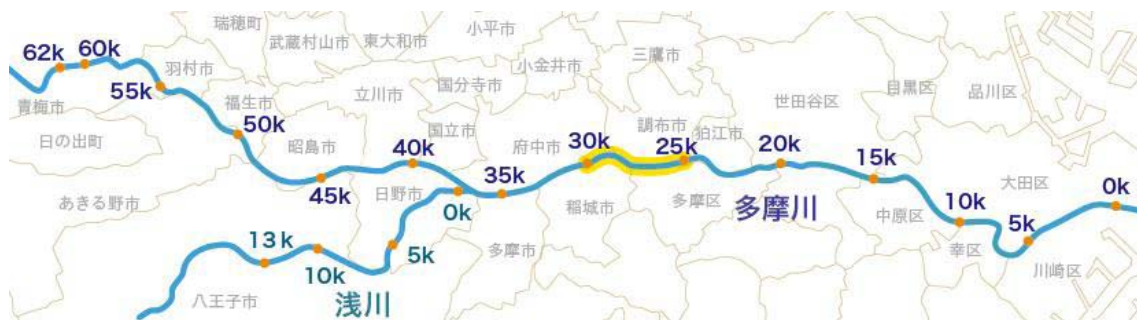 瑞穂町
小平市
武蔵村山市
東大和市
62k
60k
羽村市
小金井市
三鷹市
55k
青梅市
福生市
立川市
国分寺市
世田谷区
目黒区
品川区
日の出町
50k
昭島市
40k
国立市
府中市
30k
調布市
25k
狛江市
20k
15k
あきる野市
45k
日野市
0k
35k
稲城市
多摩区
多摩川
中原区
10k
大田区
0k
13k
10k
5k
多摩市
幸区
5k
川崎区
八王子市
浅川